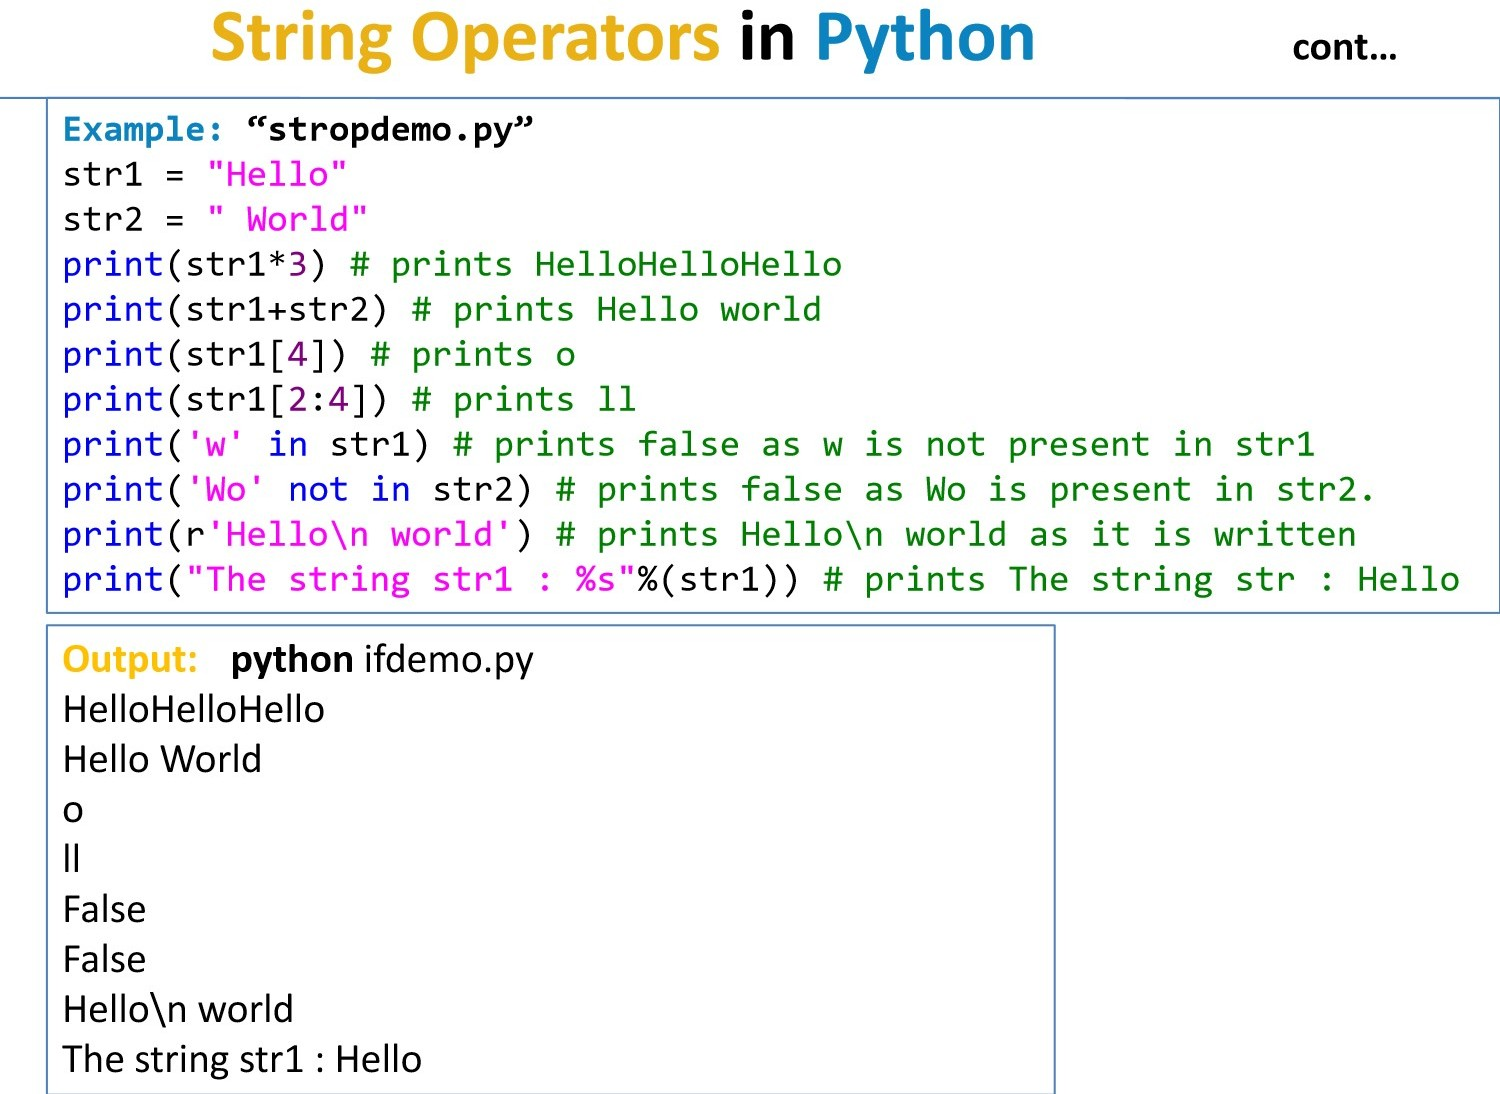 String Operators in Python
cont...
Example: “stropdemo.py”
str1 = "Hello"
str2 = " World"
print(str1*3) # prints HelloHelloHello
print(str1+str2) # prints Hello world
print(str1[4]) # prints o
print(str1[2:4]) # prints ll
print('w' in str1) # prints false as w is not present in str1
print('Wo' not in str2) # prints false as Wo is present in str2.
print(r'Hello\n world') # prints Hello\n world as it is written
print("The string str1 : %s"%(str1)) # prints The string str : Hello
Output: python ifdemo.py
HelloHelloHello
Hello World
o
ll
False
False
Hello\n world
The string str1 : Hello